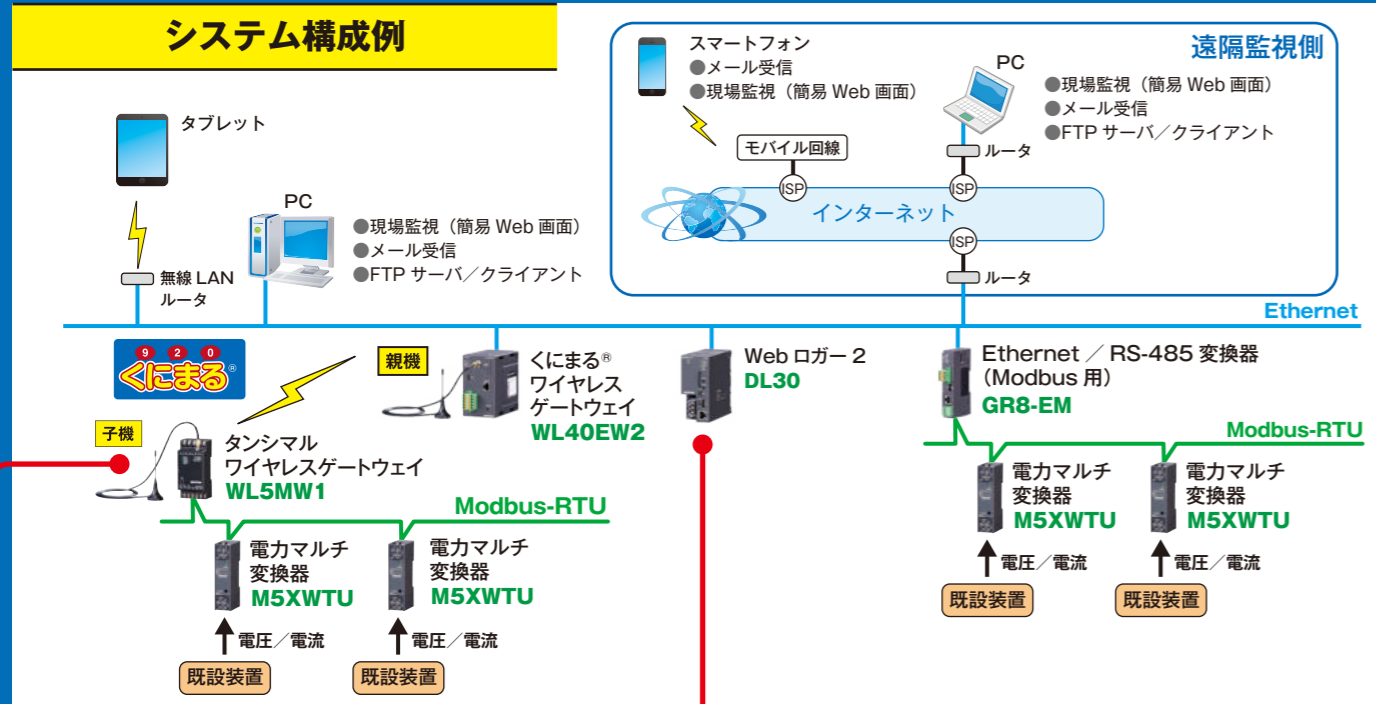 システム構成例
遠隔監視側
スマートフォン
●メール受信
●現場監視（簡易 Web 画面）
PC
●現場監視（簡易 Web 画面）
●メール受信
●FTP サーバ／クライアント
モバイル回線
ルータ
ISP
ISP
インターネット
ISP
ルータ
タブレット
無線 LAN
ルータ
PC
●現場監視（簡易 Web 画面）
●メール受信
●FTP サーバ／クライアント
Ethernet
9 2 0
くにまる®
親機
くにまる®
ワイヤレス
ゲートウェイ
WL40EW2
Web ロガー 2
DL30
Ethernet ／ RS-485 変換器
（Modbus 用）
GR8-EM
子機
タンシマル
ワイヤレスゲートウェイ
WL5MW1
Modbus-RTU
電力マルチ
変換器
M5XWTU
電圧／電流
既設装置
電力マルチ
変換器
M5XWTU
電圧／電流
既設装置
Modbus-RTU
電力マルチ
変換器
M5XWTU
電圧／電流
既設装置
電力マルチ
変換器
M5XWTU
電圧／電流
既設装置